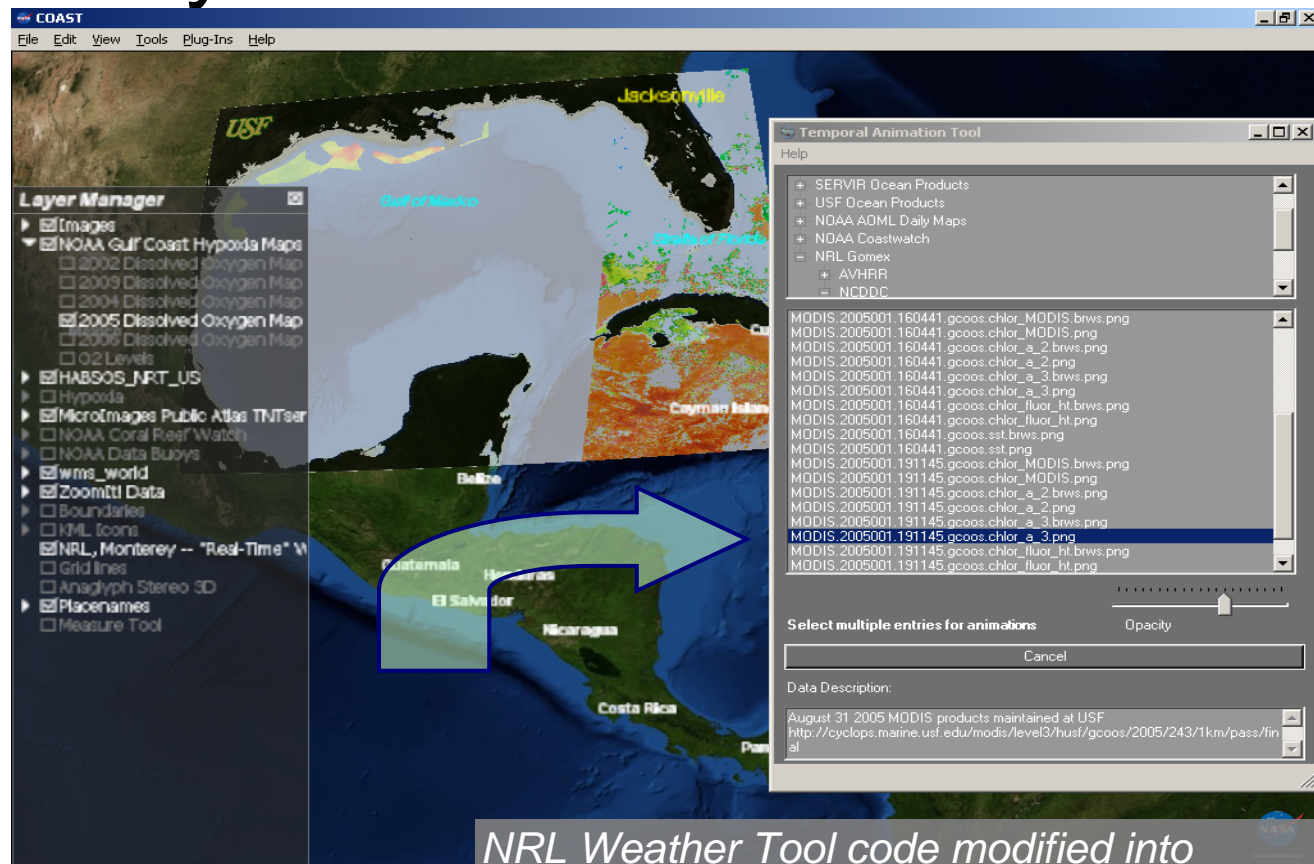 COAST
File Edit View Tools Plug-Ins Help
Jacksonville
USF
Gulf of Mexico
Straits of Florida
Layer Manager
Images
NOAA Gulf Coast Hypoxia Maps
2002 Dissolved Oxygen Map
2003 Dissolved Oxygen Map
2004 Dissolved Oxygen Map
2005 Dissolved Oxygen Map
2006 Dissolved Oxygen Map
O2 Levels
HABSOS_NRT_US
Hypoxia
MicroImages Public Atlas TNTser
NOAA Coral Reef Watch
NOAA Data Buoys
wms_world
ZoomIt! Data
Boundaries
KML Icons
NRL, Monterey -- "Real-Time" W
Grid lines
Anaglyph Stereo 3D
Placenames
Measure Tool
Cayman Islan
Belize
Guatemala
Honduras
El Salvador
Nicaragua
Costa Rica
Pan
Temporal Animation Tool
Help
SERVIR Ocean Products
USF Ocean Products
NOAA AOML Daily Maps
NOAA Coastwatch
NRL Gomex
AVHRR
NCDDC
MODIS.2005001.160441.gcoos.chlor_MODIS.brws.png
MODIS.2005001.160441.gcoos.chlor_MODIS.png
MODIS.2005001.160441.gcoos.chlor_a_2.brws.png
MODIS.2005001.160441.gcoos.chlor_a_2.png
MODIS.2005001.160441.gcoos.chlor_a_3.brws.png
MODIS.2005001.160441.gcoos.chlor_a_3.png
MODIS.2005001.160441.gcoos.chlor_fluor_ht.brws.png
MODIS.2005001.160441.gcoos.chlor_fluor_ht.png
MODIS.2005001.160441.gcoos.sst.brws.png
MODIS.2005001.160441.gcoos.sst.png
MODIS.2005001.191145.gcoos.chlor_MODIS.brws.png
MODIS.2005001.191145.gcoos.chlor_MODIS.png
MODIS.2005001.191145.gcoos.chlor_a_2.brws.png
MODIS.2005001.191145.gcoos.chlor_a_2.png
MODIS.2005001.191145.gcoos.chlor_a_3.brws.png
MODIS.2005001.191145.gcoos.chlor_a_3.png
MODIS.2005001.191145.gcoos.chlor_fluor_ht.brws.png
MODIS.2005001.191145.gcoos.chlor_fluor_ht.png
Select multiple entries for animations
Opacity
Cancel
Data Description:
August 31 2005 MODIS products maintained at USF
http://cyclops.marine.usf.edu/modis/level3/husf/gcoos/2005/243/1km/pass/fin
al
NASA
NRL Weather Tool code modified into